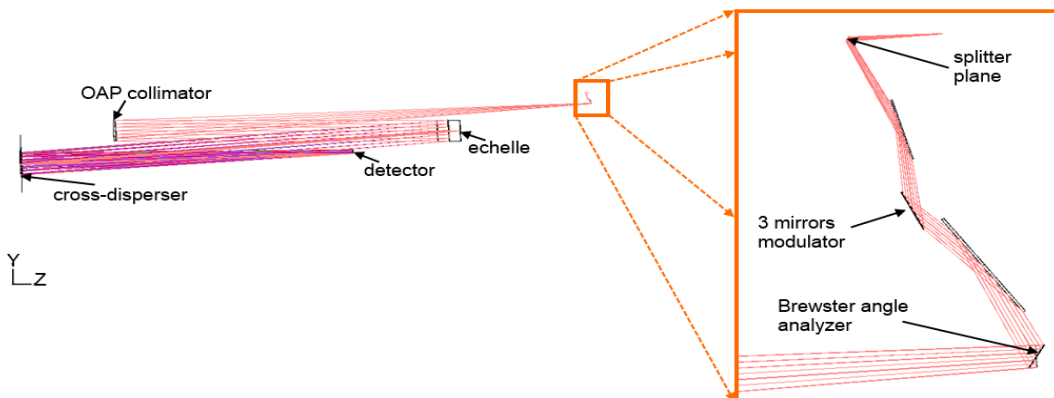 OAP collimator
echelle
detector
cross-disperser
Y
Z
splitter
plane
3 mirrors
modulator
Brewster angle
analyzer